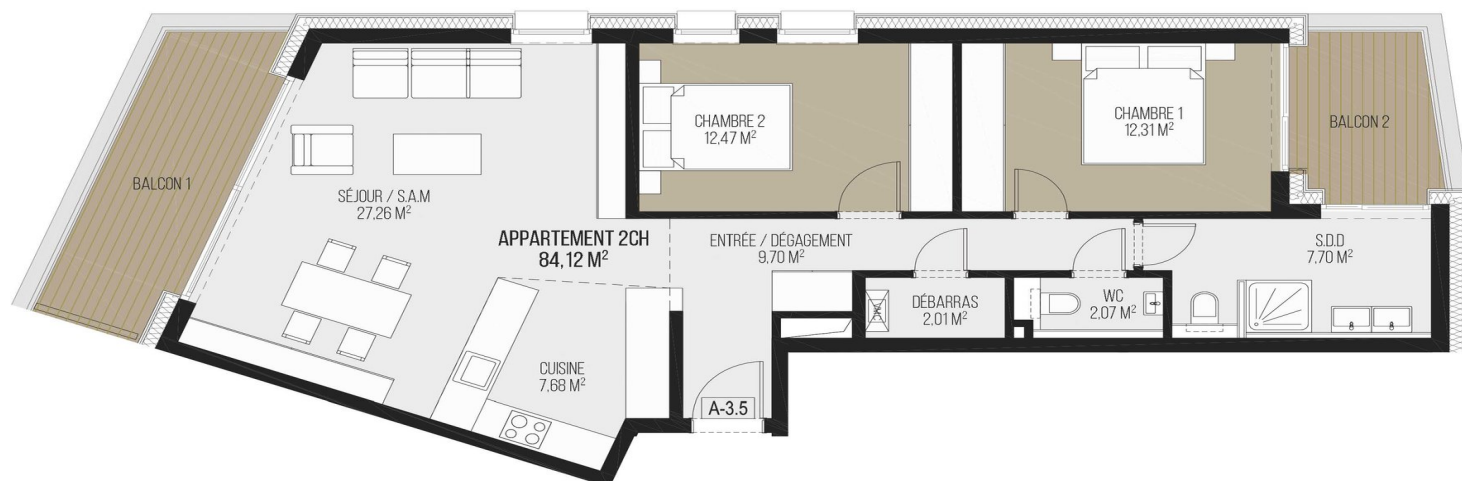 BALCON 1
SÉJOUR / S.A.M
27,26 M²
APPARTEMENT 2CH
84,12 M²
CHAMBRE 2
12,47 M²
CHAMBRE 1
12,31 M²
BALCON 2
ENTRÉE / DÉGAGEMENT
9,70 M²
S.D.D
7,70 M²
VMC
DÉBARRAS
2,01 M²
WC
2,07 M²
CUISINE
7,68 M²
A-3.5